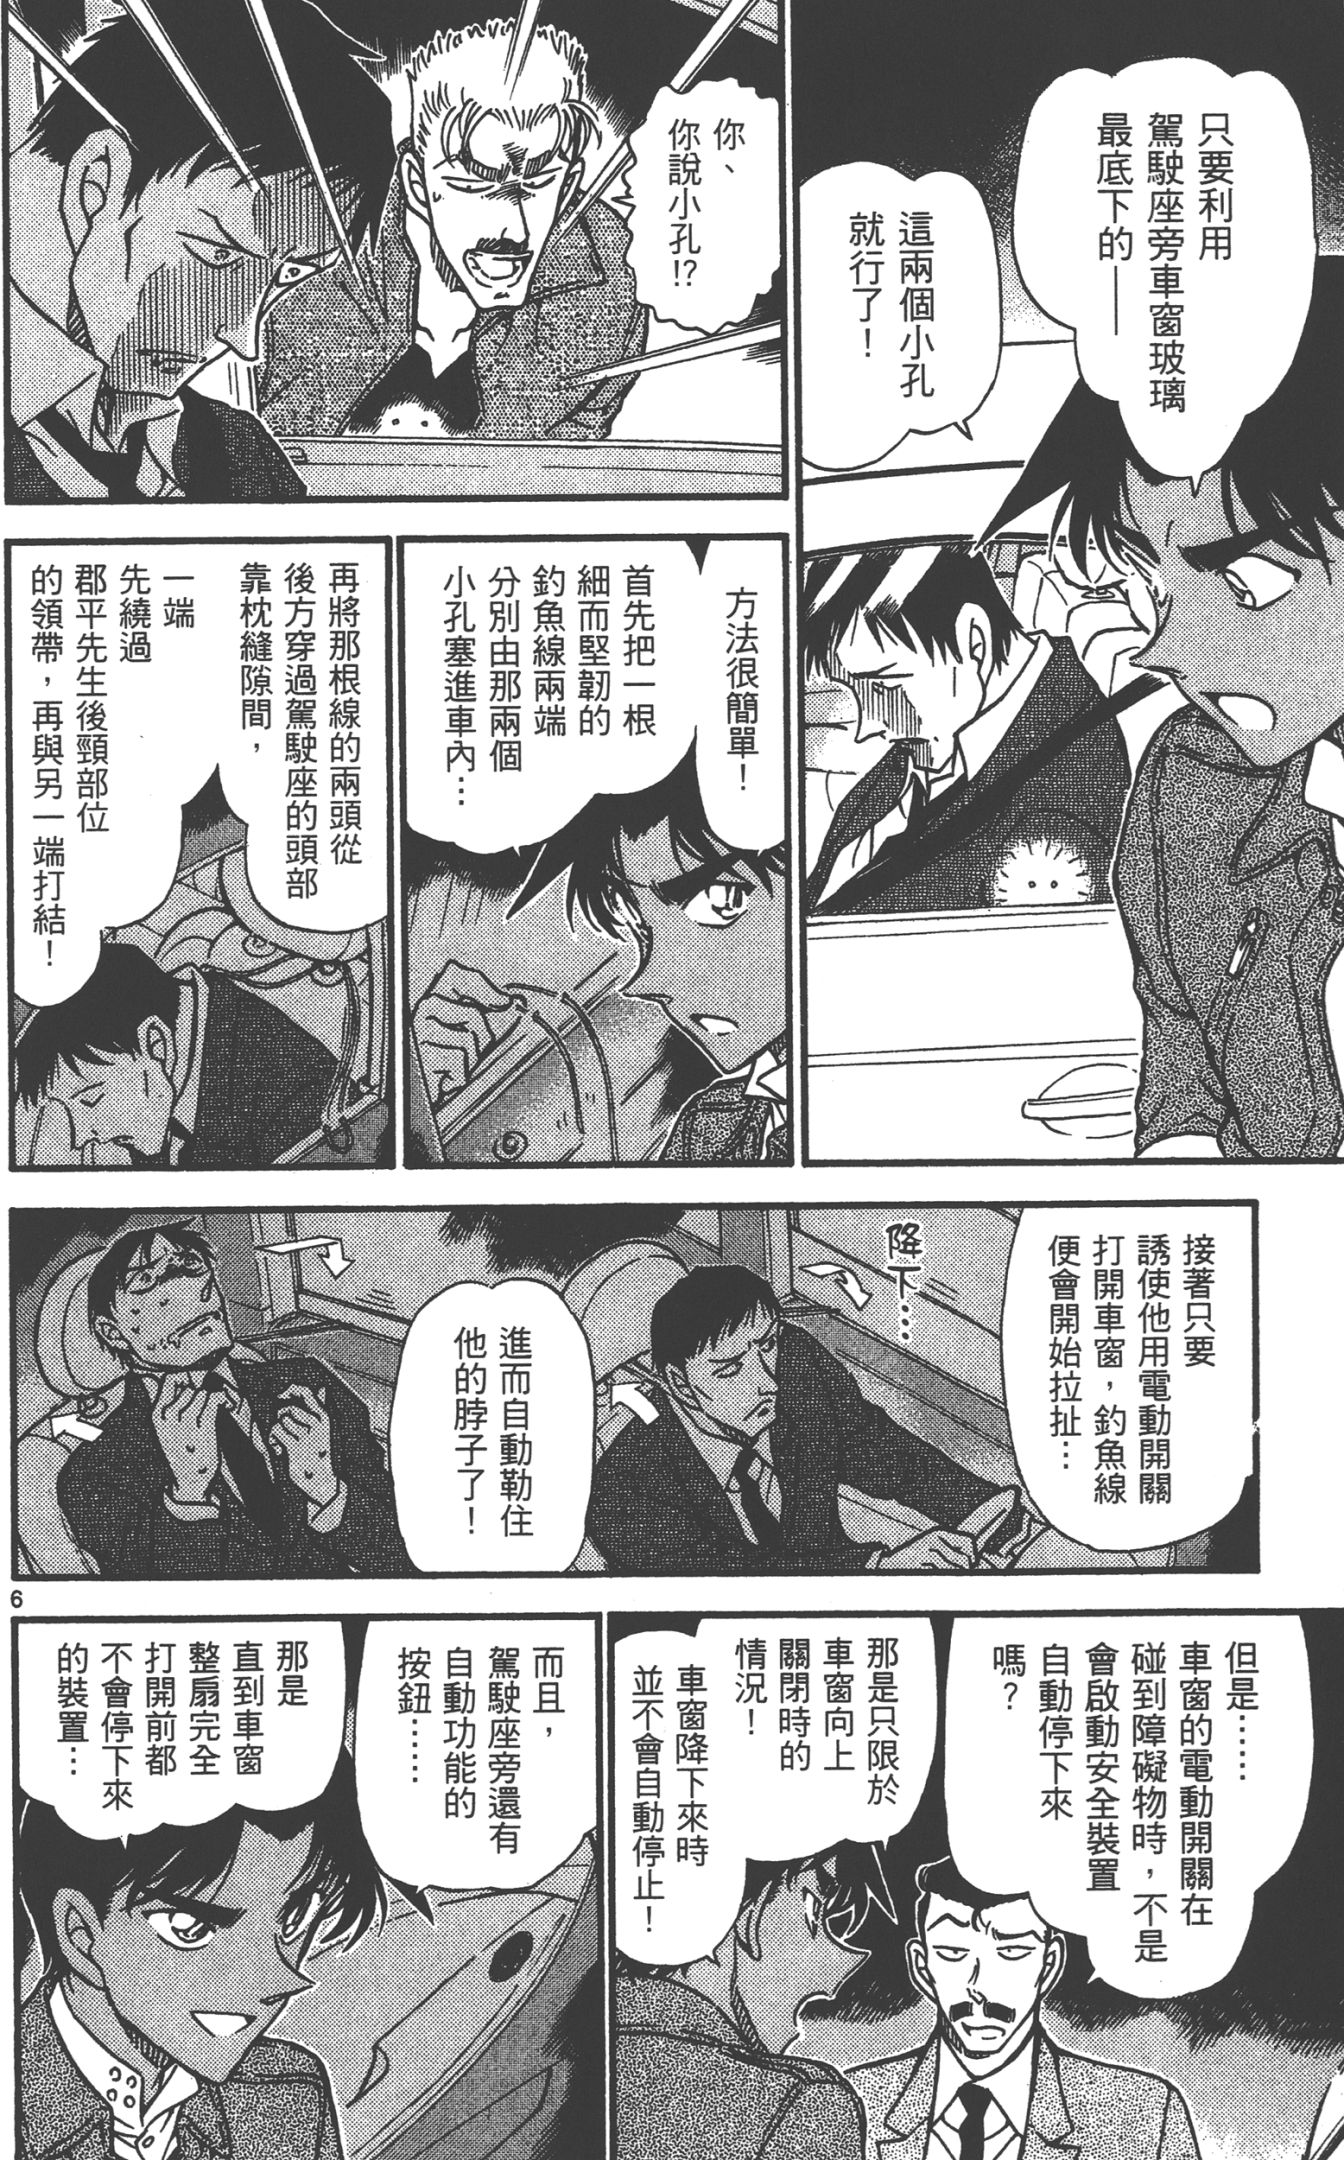 只要利用
駕駛座旁車窗玻璃
最底下的——
這兩個小孔
就行了！
你、
你說小孔!?
方法很簡單！
首先把一根
細而堅韌的
釣魚線兩端
分別由那兩個
小孔塞進車內…
再將那根線的兩頭從
後方穿過駕駛座的頭部
靠枕縫隙間，
一端
先繞過
郡平先生後頸部位
的領帶，再與另一端打結！
接著只要
誘使他用電動開關
打開車窗，釣魚線
便會開始拉扯…
降下…
進而自動勒住
他的脖子了！
但是……
車窗的電動開關在
碰到障礙物時，不是
會啟動安全裝置
自動停下來
嗎？
那是只限於
車窗向上
關閉時的
情況！
車窗降下來時
並不會自動停止！
而且，
駕駛座旁還有
自動功能的
按鈕……
那是
直到車窗
整扇完全
打開前都
不會停下來
的裝置…
6